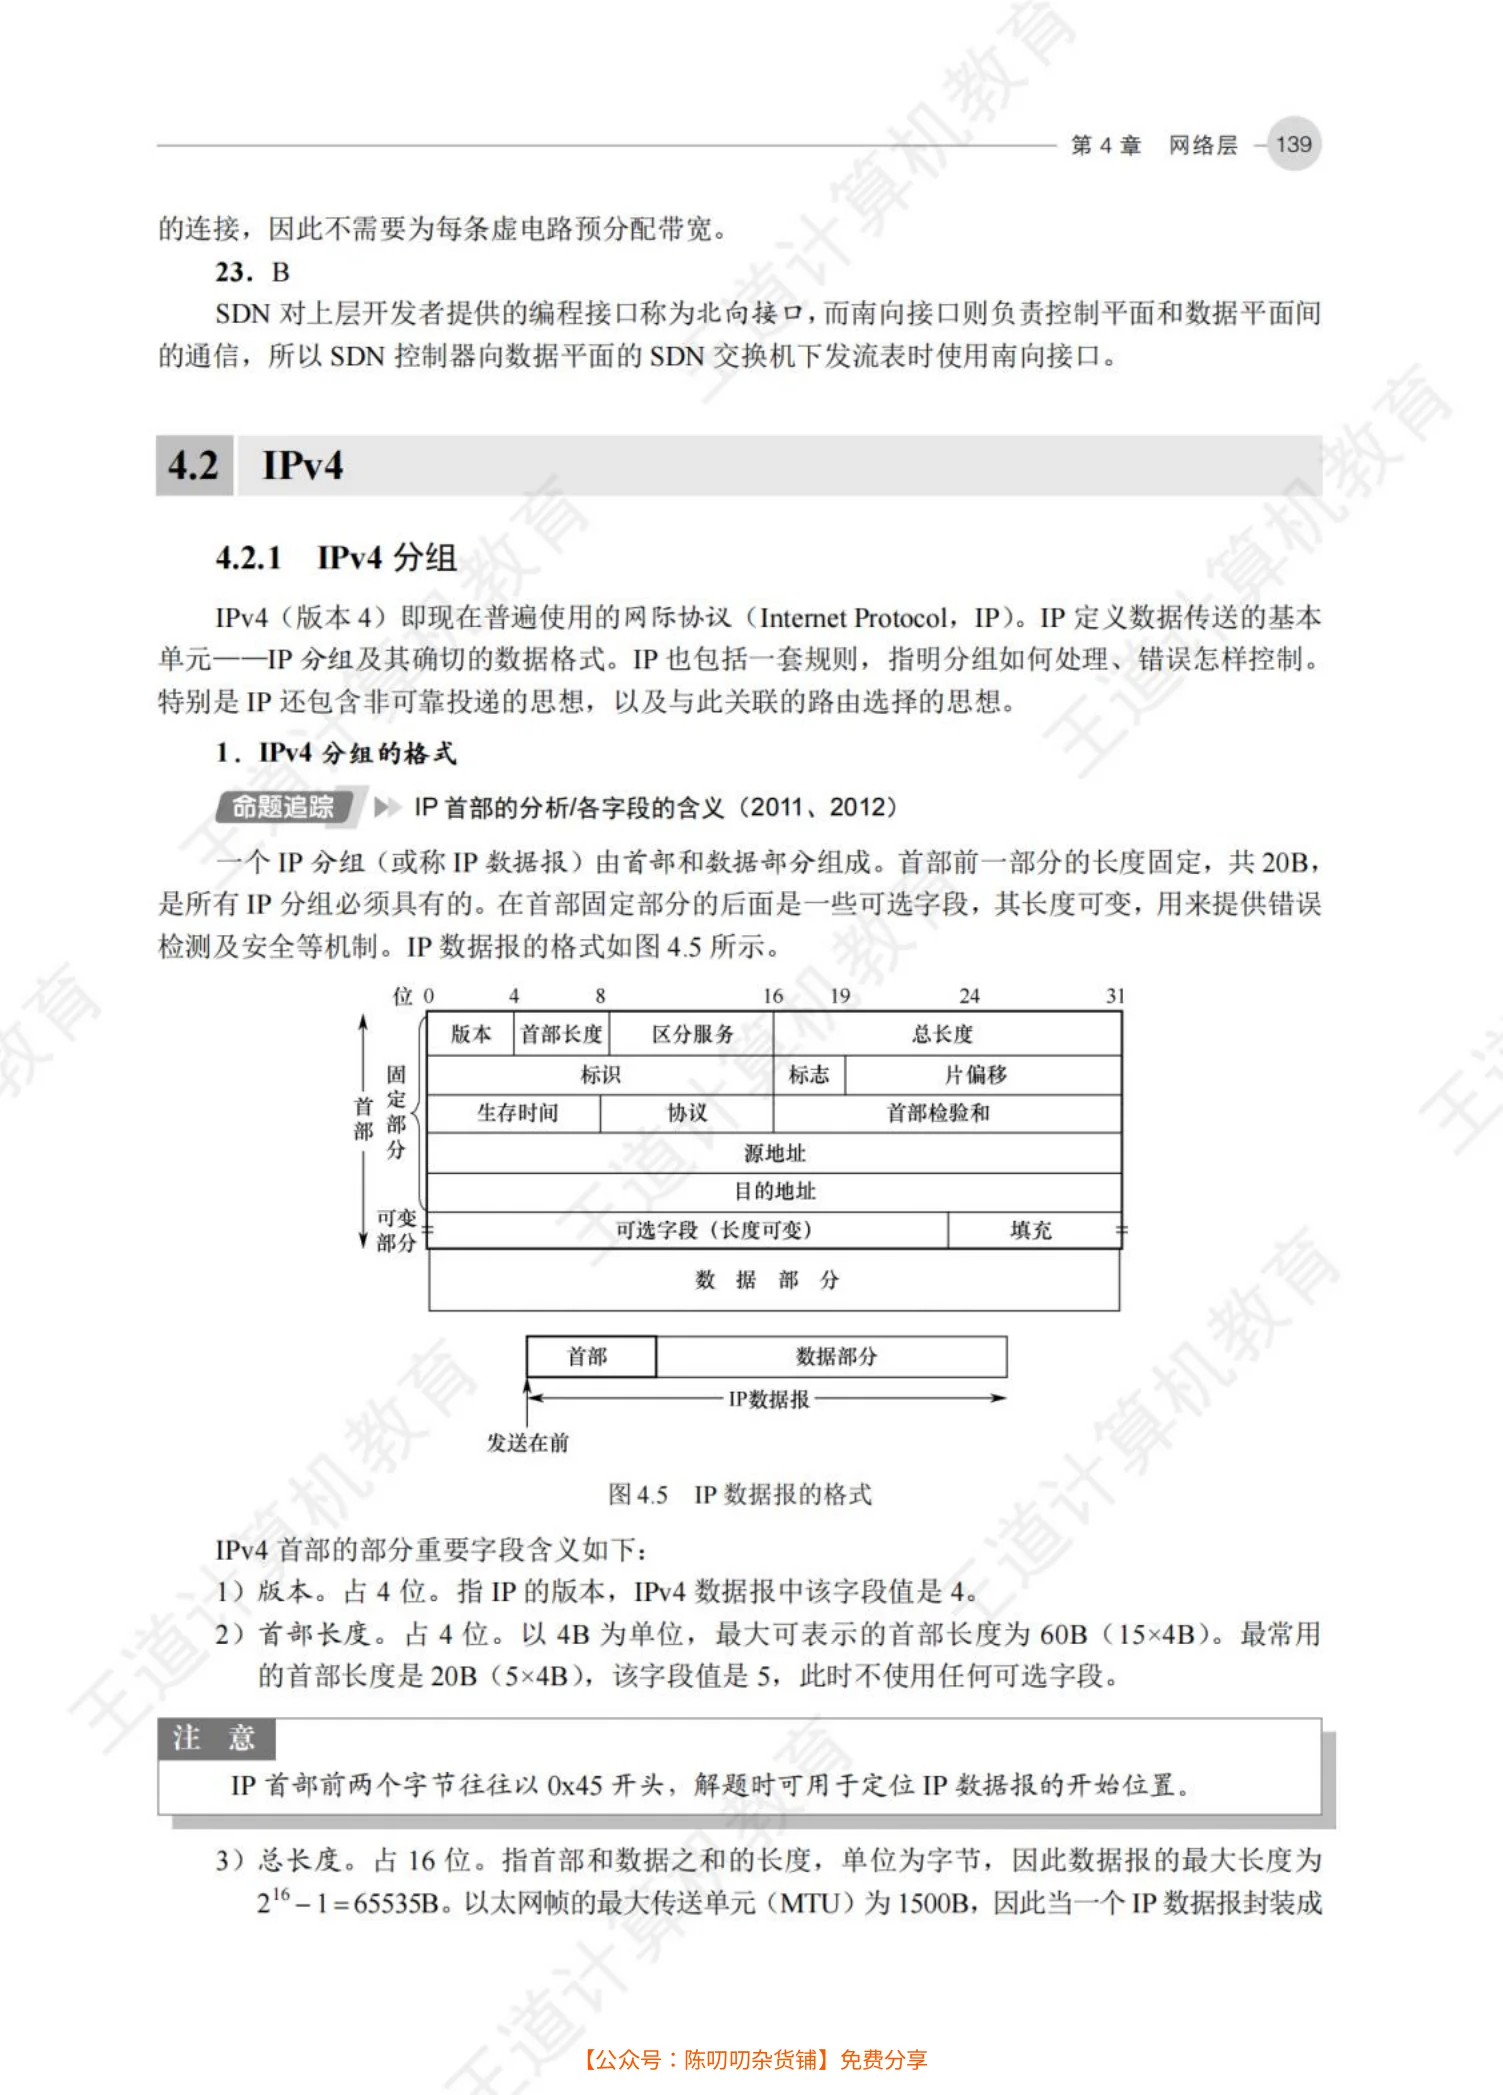 第 4 章 网络层 139
的连接，因此不需要为每条虚电路预分配带宽。
23． B
SDN 对上层开发者提供的编程接口称为北向接口，而南向接口则负责控制平面和数据平面间
的通信，所以 SDN 控制器向数据平面的 SDN 交换机下发流表时使用南向接口。
4.2 IPv4
4.2.1 IPv4 分组
IPv4（版本 4）即现在普遍使用的网际协议（Internet Protocol，IP）。IP 定义数据传送的基本
单元——IP 分组及其确切的数据格式。IP 也包括一套规则，指明分组如何处理、错误怎样控制。
特别是 IP 还包含非可靠投递的思想，以及与此关联的路由选择的思想。
1．IPv4 分组的格式
命题追踪 IP 首部的分析/各字段的含义（2011、2012）
一个 IP 分组（或称 IP 数据报）由首部和数据部分组成。首部前一部分的长度固定，共 20B，
是所有 IP 分组必须具有的。在首部固定部分的后面是一些可选字段，其长度可变，用来提供错误
检测及安全等机制。IP 数据报的格式如图 4.5 所示。
位 0 4 8 16 19 24 31
版本 首部长度 区分服务 总长度
标识 标志 片偏移
生存时间 协议 首部检验和
源地址
目的地址
可选字段（长度可变） 填充
数 据 部 分
首部
固定部分
可变部分
首部 数据部分
IP数据报
发送在前
图 4.5 IP 数据报的格式
IPv4 首部的部分重要字段含义如下：
1）版本。占 4 位。指 IP 的版本，IPv4 数据报中该字段值是 4。
2）首部长度。占 4 位。以 4B 为单位，最大可表示的首部长度为 60B（15×4B）。最常用
的首部长度是 20B（5×4B），该字段值是 5，此时不使用任何可选字段。
注 意
IP 首部前两个字节往往以 0x45 开头，解题时可用于定位 IP 数据报的开始位置。
3）总长度。占 16 位。指首部和数据之和的长度，单位为字节，因此数据报的最大长度为
2¹⁶ − 1 = 65535B。以太网帧的最大传送单元（MTU）为 1500B，因此当一个 IP 数据报封装成
王道计算机教育
【公众号：陈叨叨杂货铺】免费分享